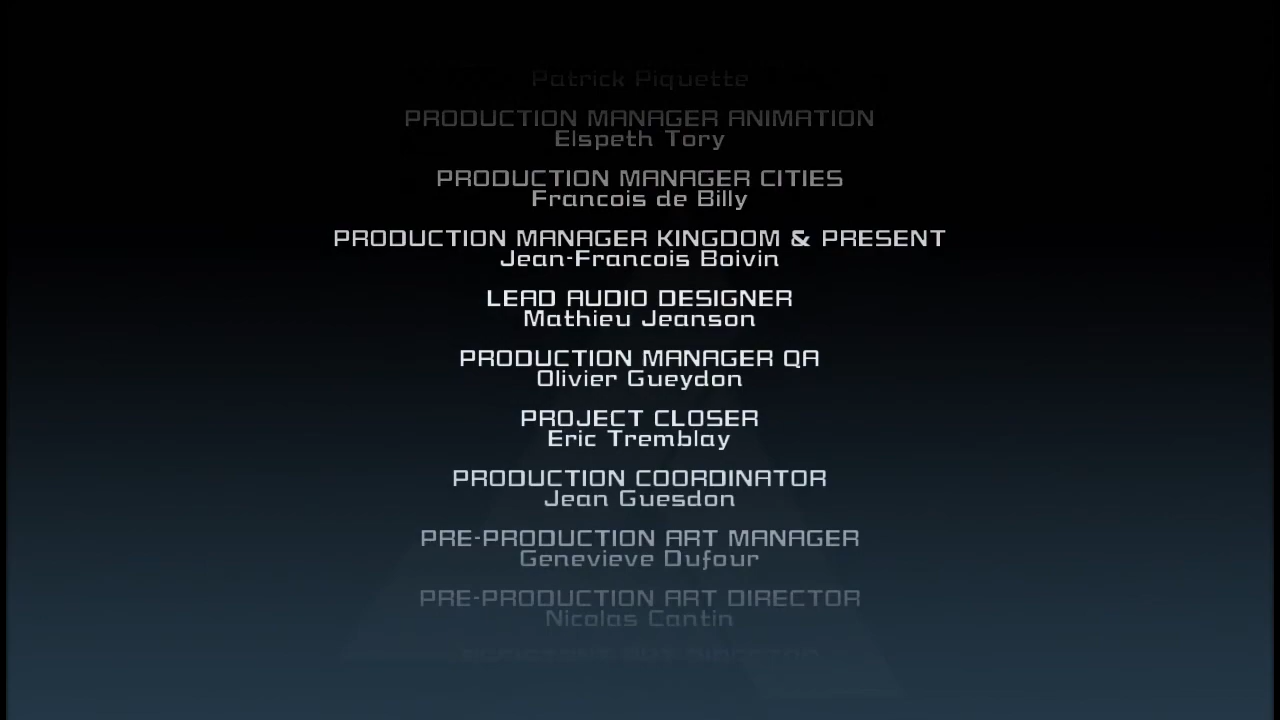 Patrick Piquette
PRODUCTION MANAGER ANIMATION
Elspeth Tory
PRODUCTION MANAGER CITIES
Francois de Billy
PRODUCTION MANAGER KINGDOM & PRESENT
Jean-Francois Boivin
LEAD AUDIO DESIGNER
Mathieu Jeanson
PRODUCTION MANAGER QA
Olivier Gueydon
PROJECT CLOSER
Eric Tremblay
PRODUCTION COORDINATOR
Jean Guesdon
PRE-PRODUCTION ART MANAGER
Genevieve Dufour
PRE-PRODUCTION ART DIRECTOR
Nicolas Cantin
ART DIRECTOR